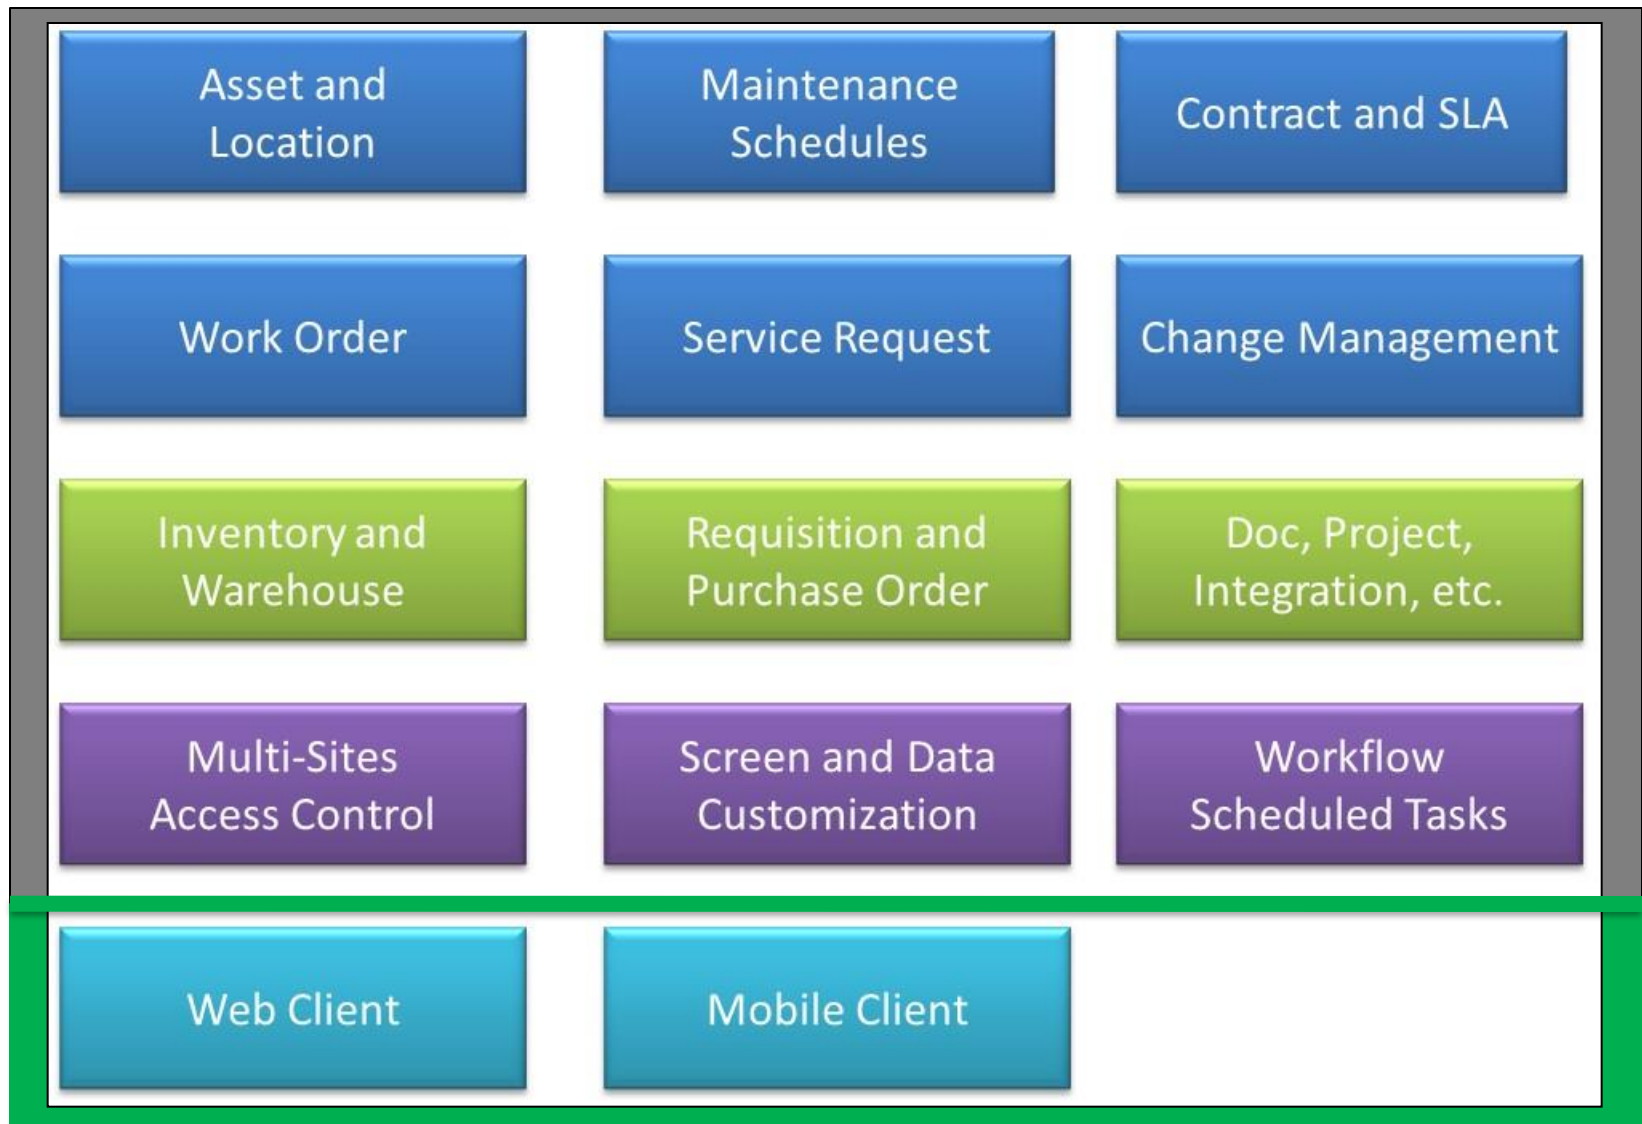 Asset and
Location
Maintenance
Schedules
Contract and SLA
Work Order
Service Request
Change Management
Inventory and
Warehouse
Requisition and
Purchase Order
Doc, Project,
Integration, etc.
Multi-Sites
Access Control
Screen and Data
Customization
Workflow
Scheduled Tasks
Web Client
Mobile Client